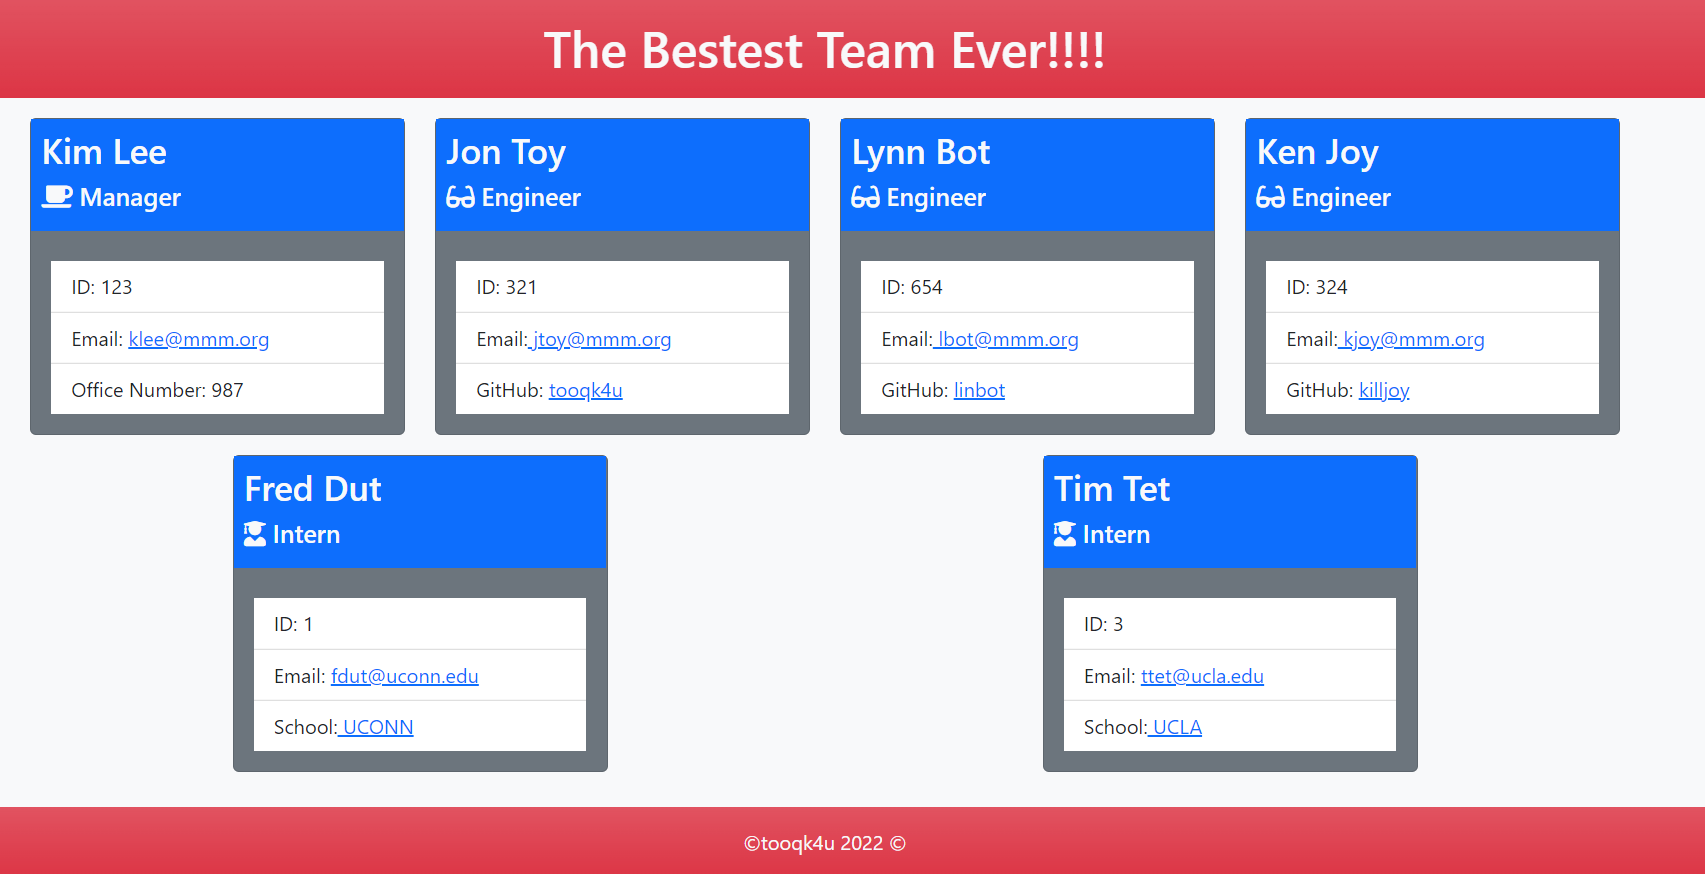 The Bestest Team Ever!!!!
Kim Lee
Manager
ID: 123
Email: klee@mmm.org
Office Number: 987
Jon Toy
Engineer
ID: 321
Email: jtoy@mmm.org
GitHub: tooqk4u
Lynn Bot
Engineer
ID: 654
Email: lbot@mmm.org
GitHub: linbot
Ken Joy
Engineer
ID: 324
Email: kjoy@mmm.org
GitHub: killjoy
Fred Dut
Intern
ID: 1
Email: fdut@uconn.edu
School: UCONN
Tim Tet
Intern
ID: 3
Email: ttet@ucla.edu
School: UCLA
©tooqk4u 2022 ©